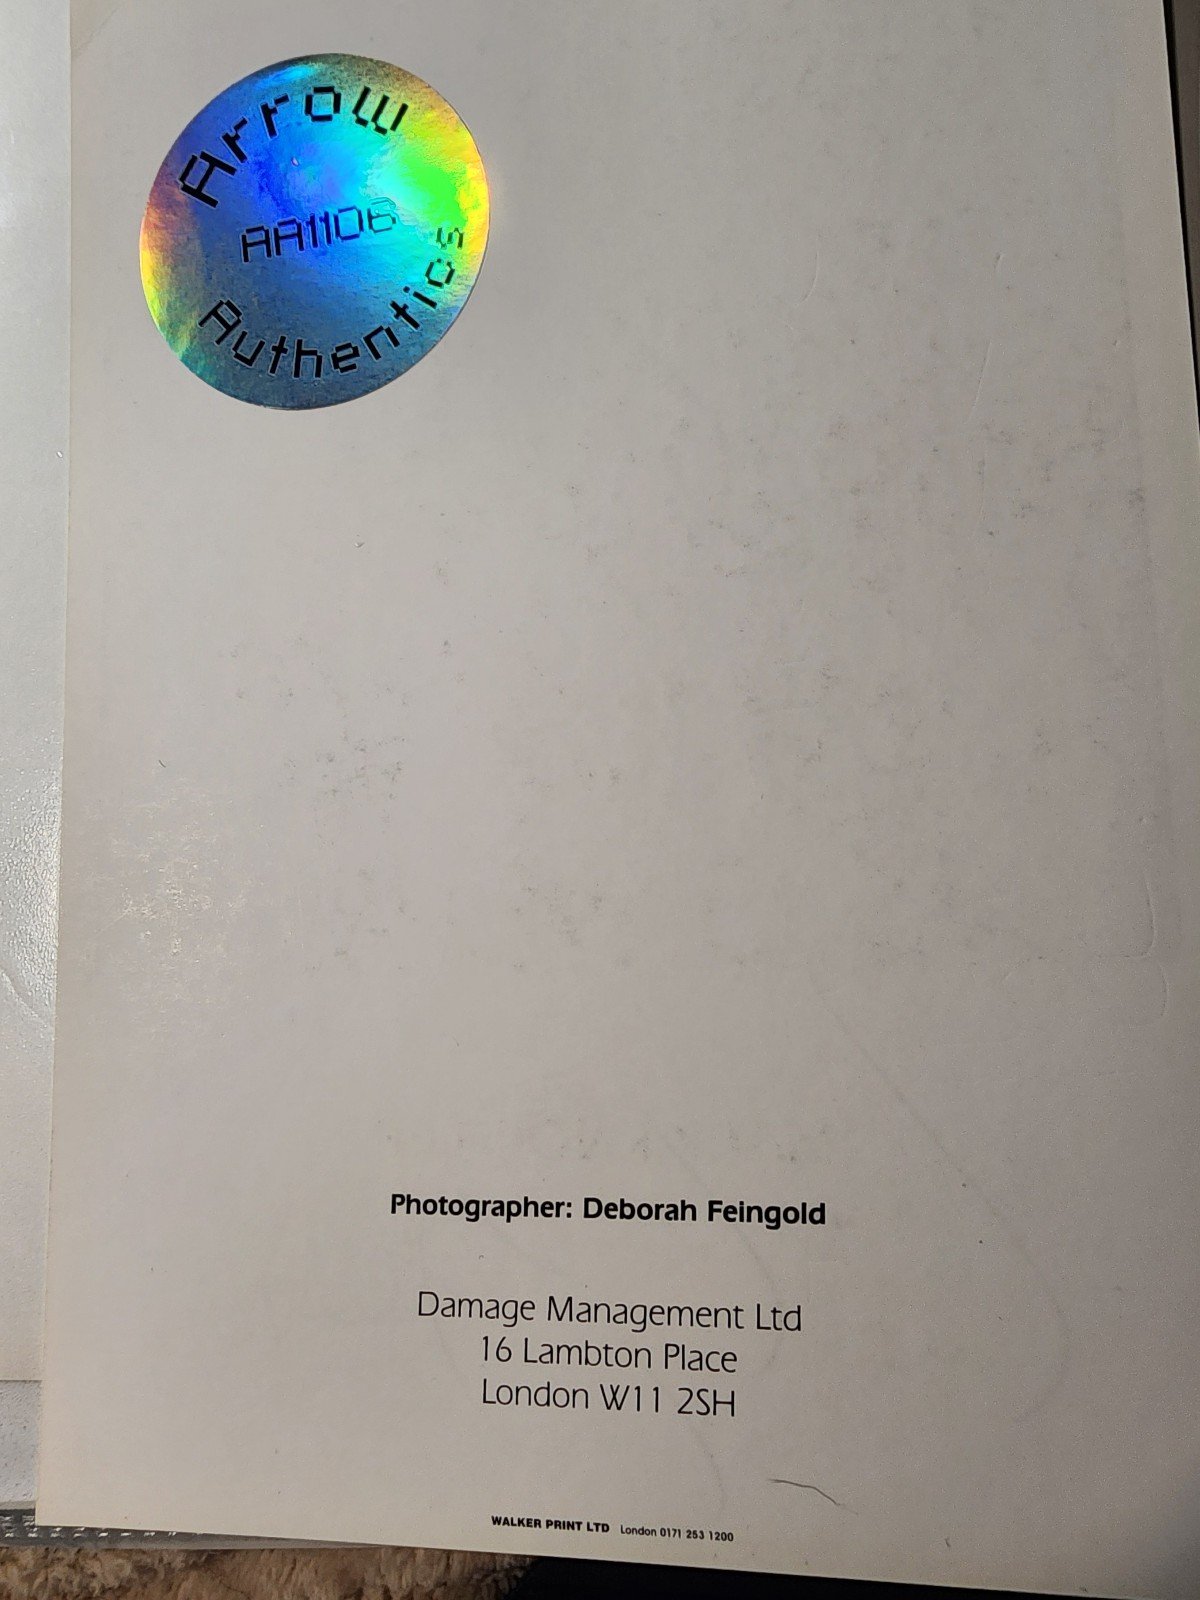 Arrow
AA1106
Authentics
Photographer: Deborah Feingold
Damage Management Ltd
16 Lambton Place
London W11 2SH
WALKER PRINT LTD London 0171 253 1200